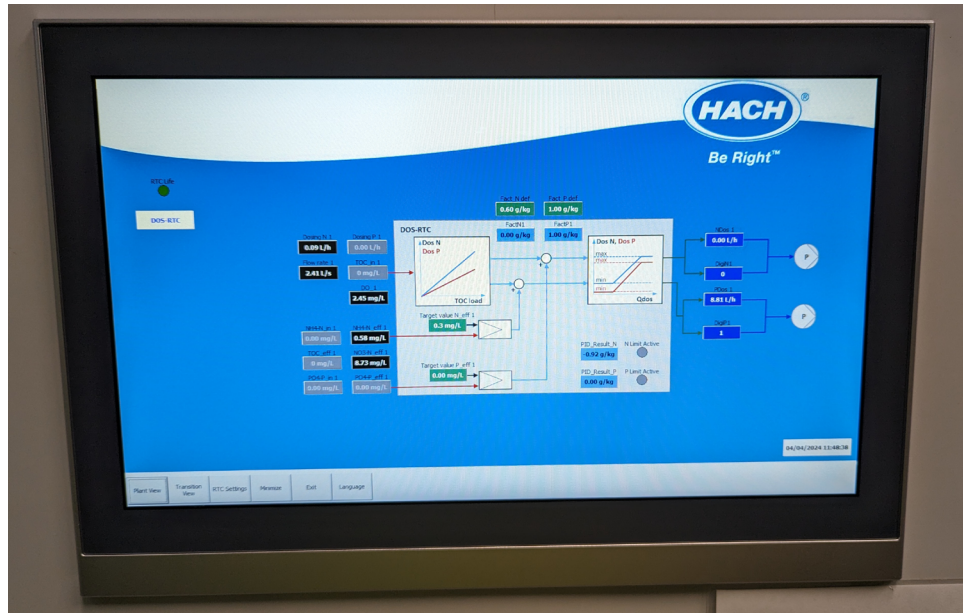 HACH®
Be Right™
RTC Idle
DOS-RTC
Fact_N def Fact_P def
0.60 g/kg 1.00 g/kg
FactN1 FactP1
0.00 g/kg 1.00 g/kg
DOS-RTC
Dosing N 1 Dosing P 1
0.09 L/h 0.00 L/h
Flow rate 1 TOC_in 1
2.41 L/s 0 mg/L
DO_1
2.45 mg/L
NH4-N_in 1 NH4-N_eff 1
0.00 mg/L 0.58 mg/L
TOC_eff 1 NO3-N_eff 1
0 mg/L 8.73 mg/L
PO4-P_in 1 PO4-P_eff 1
0.00 mg/L 0.00 mg/L
Dos N
Dos P
TOC load
Target value N_eff 1
0.3 mg/L
Target value P_eff 1
0.00 mg/L
Dos N, Dos P
max
max
min
min
Qdos
PID_Result_N N Limit Active
-0.92 g/kg
PID_Result_P P Limit Active
0.00 g/kg
NDos 1
0.00 L/h
DigiN1
0
PDos 1
8.81 L/h
DigiP1
1
P
P
04/04/2024 11:48:38
Plant View
Transition View
RTC Settings
Minimize
Exit
Language